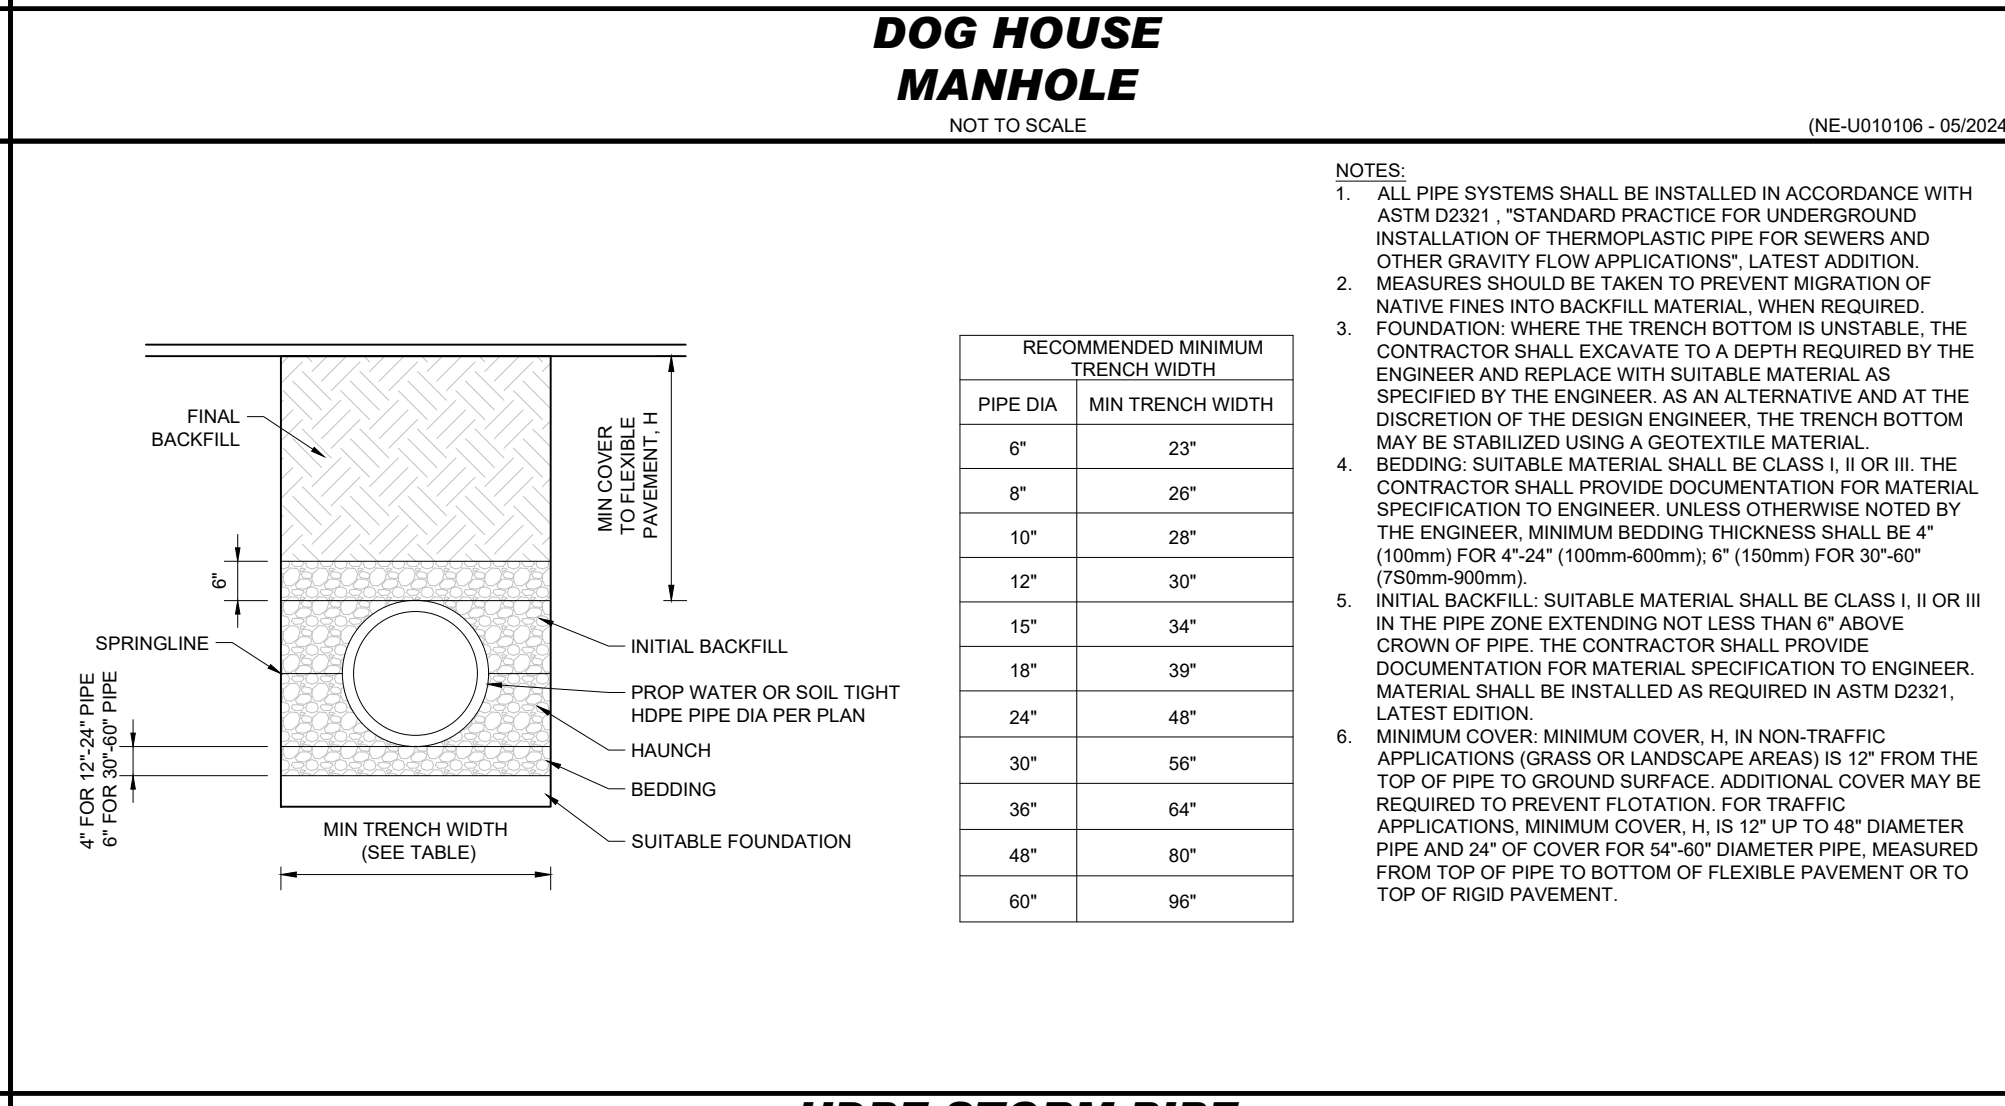 DOG HOUSE
MANHOLE
NOT TO SCALE
(NE-U010106 - 05/2024
FINAL
BACKFILL
6"
SPRINGLINE
4" FOR 12"-24" PIPE
6" FOR 30"-60" PIPE
MIN COVER
TO FLEXIBLE
PAVEMENT, H
INITIAL BACKFILL
PROP WATER OR SOIL TIGHT
HDPE PIPE DIA PER PLAN
HAUNCH
BEDDING
SUITABLE FOUNDATION
MIN TRENCH WIDTH
(SEE TABLE)
RECOMMENDED MINIMUM
TRENCH WIDTH
PIPE DIA MIN TRENCH WIDTH
6" 23"
8" 26"
10" 28"
12" 30"
15" 34"
18" 39"
24" 48"
30" 56"
36" 64"
48" 80"
60" 96"
NOTES:
1. ALL PIPE SYSTEMS SHALL BE INSTALLED IN ACCORDANCE WITH
ASTM D2321 , "STANDARD PRACTICE FOR UNDERGROUND
INSTALLATION OF THERMOPLASTIC PIPE FOR SEWERS AND
OTHER GRAVITY FLOW APPLICATIONS", LATEST ADDITION.
2. MEASURES SHOULD BE TAKEN TO PREVENT MIGRATION OF
NATIVE FINES INTO BACKFILL MATERIAL, WHEN REQUIRED.
3. FOUNDATION: WHERE THE TRENCH BOTTOM IS UNSTABLE, THE
CONTRACTOR SHALL EXCAVATE TO A DEPTH REQUIRED BY THE
ENGINEER AND REPLACE WITH SUITABLE MATERIAL AS
SPECIFIED BY THE ENGINEER. AS AN ALTERNATIVE AND AT THE
DISCRETION OF THE DESIGN ENGINEER, THE TRENCH BOTTOM
MAY BE STABILIZED USING A GEOTEXTILE MATERIAL.
4. BEDDING: SUITABLE MATERIAL SHALL BE CLASS I, II OR III. THE
CONTRACTOR SHALL PROVIDE DOCUMENTATION FOR MATERIAL
SPECIFICATION TO ENGINEER. UNLESS OTHERWISE NOTED BY
THE ENGINEER, MINIMUM BEDDING THICKNESS SHALL BE 4"
(100mm) FOR 4"-24" (100mm-600mm); 6" (150mm) FOR 30"-60"
(7S0mm-900mm).
5. INITIAL BACKFILL: SUITABLE MATERIAL SHALL BE CLASS I, II OR III
IN THE PIPE ZONE EXTENDING NOT LESS THAN 6" ABOVE
CROWN OF PIPE. THE CONTRACTOR SHALL PROVIDE
DOCUMENTATION FOR MATERIAL SPECIFICATION TO ENGINEER.
MATERIAL SHALL BE INSTALLED AS REQUIRED IN ASTM D2321,
LATEST EDITION.
6. MINIMUM COVER: MINIMUM COVER, H, IN NON-TRAFFIC
APPLICATIONS (GRASS OR LANDSCAPE AREAS) IS 12" FROM THE
TOP OF PIPE TO GROUND SURFACE. ADDITIONAL COVER MAY BE
REQUIRED TO PREVENT FLOTATION. FOR TRAFFIC
APPLICATIONS, MINIMUM COVER, H, IS 12" UP TO 48" DIAMETER
PIPE AND 24" OF COVER FOR 54"-60" DIAMETER PIPE, MEASURED
FROM TOP OF PIPE TO BOTTOM OF FLEXIBLE PAVEMENT OR TO
TOP OF RIGID PAVEMENT.
HDPE STORM PIPE